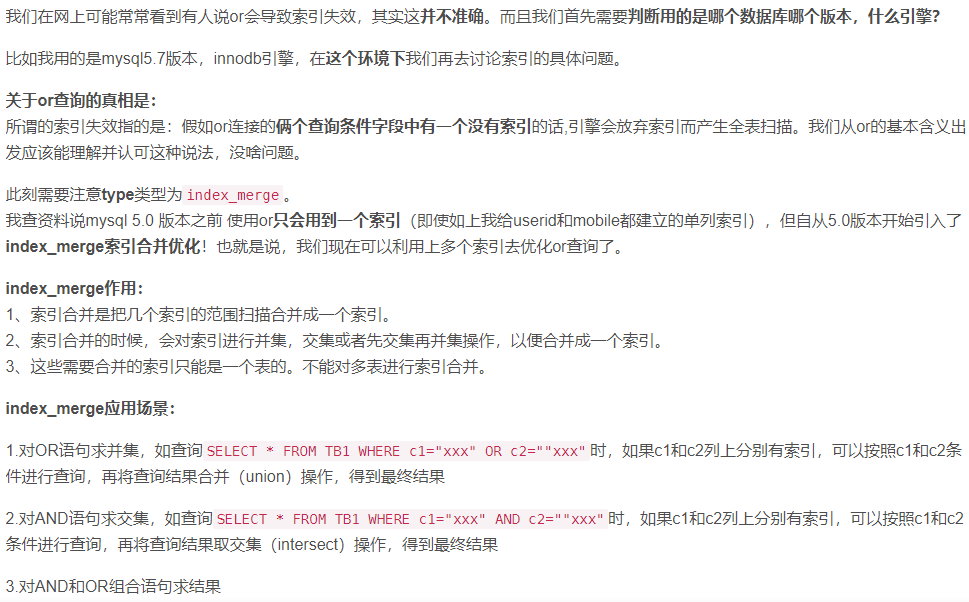 我们在网上可能常常看到有人说or会导致索引失效，其实这并不准确。而且我们首先需要判断用的是哪个数据库哪个版本，什么引擎？
比如我用的是mysql5.7版本，innodb引擎，在这个环境下我们再去讨论索引的具体问题。
关于or查询的真相是：
所谓的索引失效指的是：假如or连接的俩个查询条件字段中有一个没有索引的话,引擎会放弃索引而产生全表扫描。我们从or的基本含义出
发应该能理解并认可这种说法，没啥问题。
此刻需要注意type类型为 index_merge 。
我查资料说mysql 5.0 版本之前 使用or只会用到一个索引（即使如上我给userid和mobile都建立的单列索引），但自从5.0版本开始引入了
index_merge索引合并优化！也就是说，我们现在可以利用上多个索引去优化or查询了。
index_merge作用：
1、索引合并是把几个索引的范围扫描合并成一个索引。
2、索引合并的时候，会对索引进行并集，交集或者先交集再并集操作，以便合并成一个索引。
3、这些需要合并的索引只能是一个表的。不能对多表进行索引合并。
index_merge应用场景：
1.对OR语句求并集，如查询 SELECT * FROM TB1 WHERE c1="xxx" OR c2=""xxx" 时，如果c1和c2列上分别有索引，可以按照c1和c2条
件进行查询，再将查询结果合并（union）操作，得到最终结果
2.对AND语句求交集，如查询 SELECT * FROM TB1 WHERE c1="xxx" AND c2=""xxx" 时，如果c1和c2列上分别有索引，可以按照c1和c2
条件进行查询，再将查询结果取交集（intersect）操作，得到最终结果
3.对AND和OR组合语句求结果